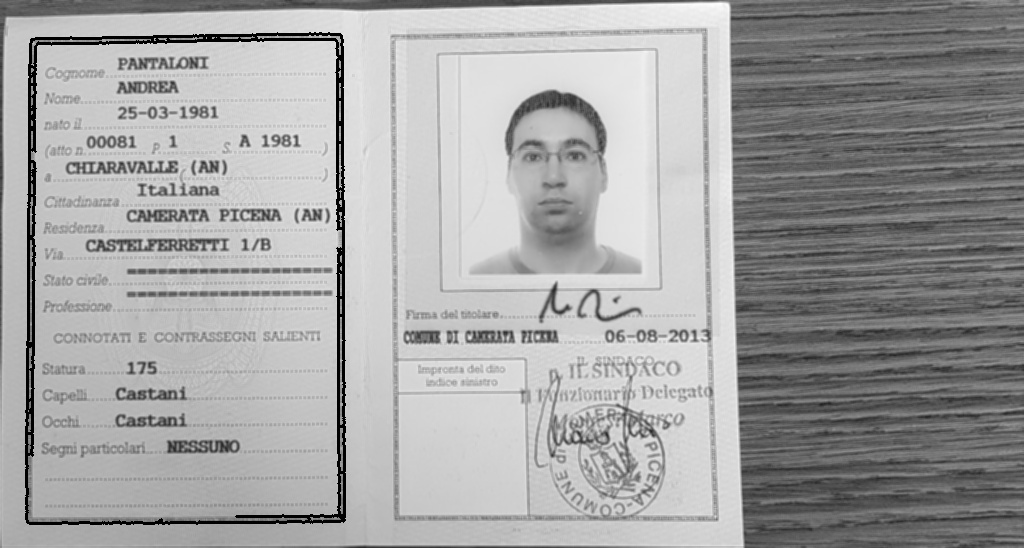 Cognome PANTALONI
Nome ANDREA
nato il 25-03-1981
(atto n. 00081 P. 1 S. A 1981 )
a CHIARAVALLE (AN) )
Cittadinanza Italiana
Residenza CAMERATA PICENA (AN)
Via CASTELFERRETTI 1/B
Stato civile ========================
Professione ========================
CONNOTATI E CONTRASSEGNI SALIENTI
Statura 175
Capelli Castani
Occhi Castani
Segni particolari NESSUNO
Firma del titolare
COMUNE DI CAMERATA PICENA 06-08-2013
Impronta del dito
indice sinistro
IL SINDACO
p. IL SINDACO
Il Funzionario Delegato
PICENA-COMUNE DI